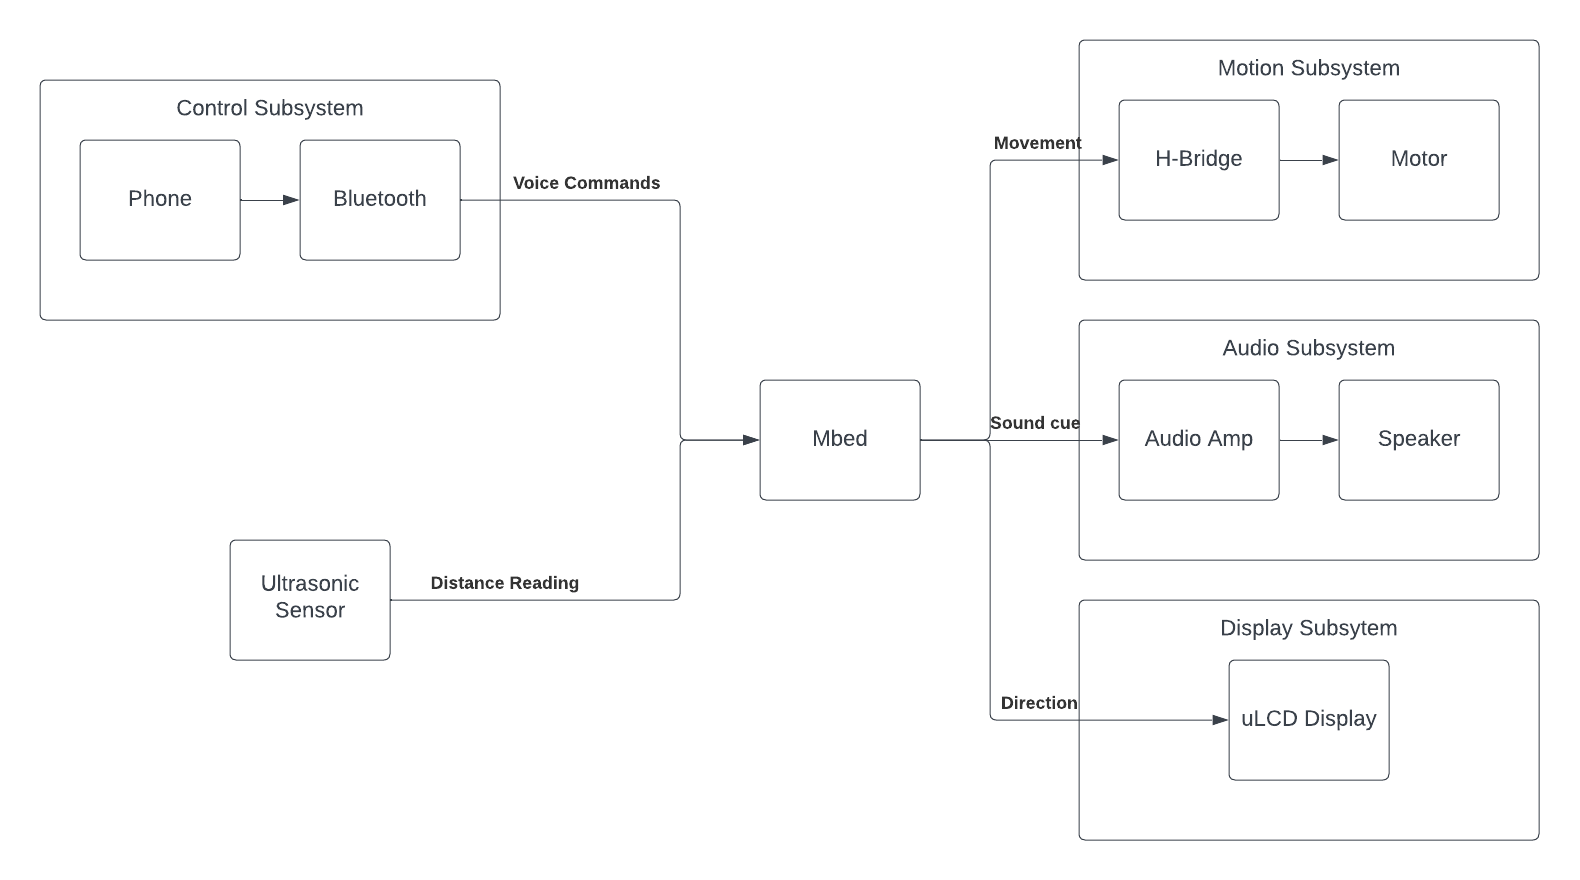 Control Subsystem
Phone
Bluetooth
Voice Commands
Ultrasonic
Sensor
Distance Reading
Mbed
Movement
Motion Subsystem
H-Bridge
Motor
Sound cue
Audio Subsystem
Audio Amp
Speaker
Direction
Display Subsytem
uLCD Display